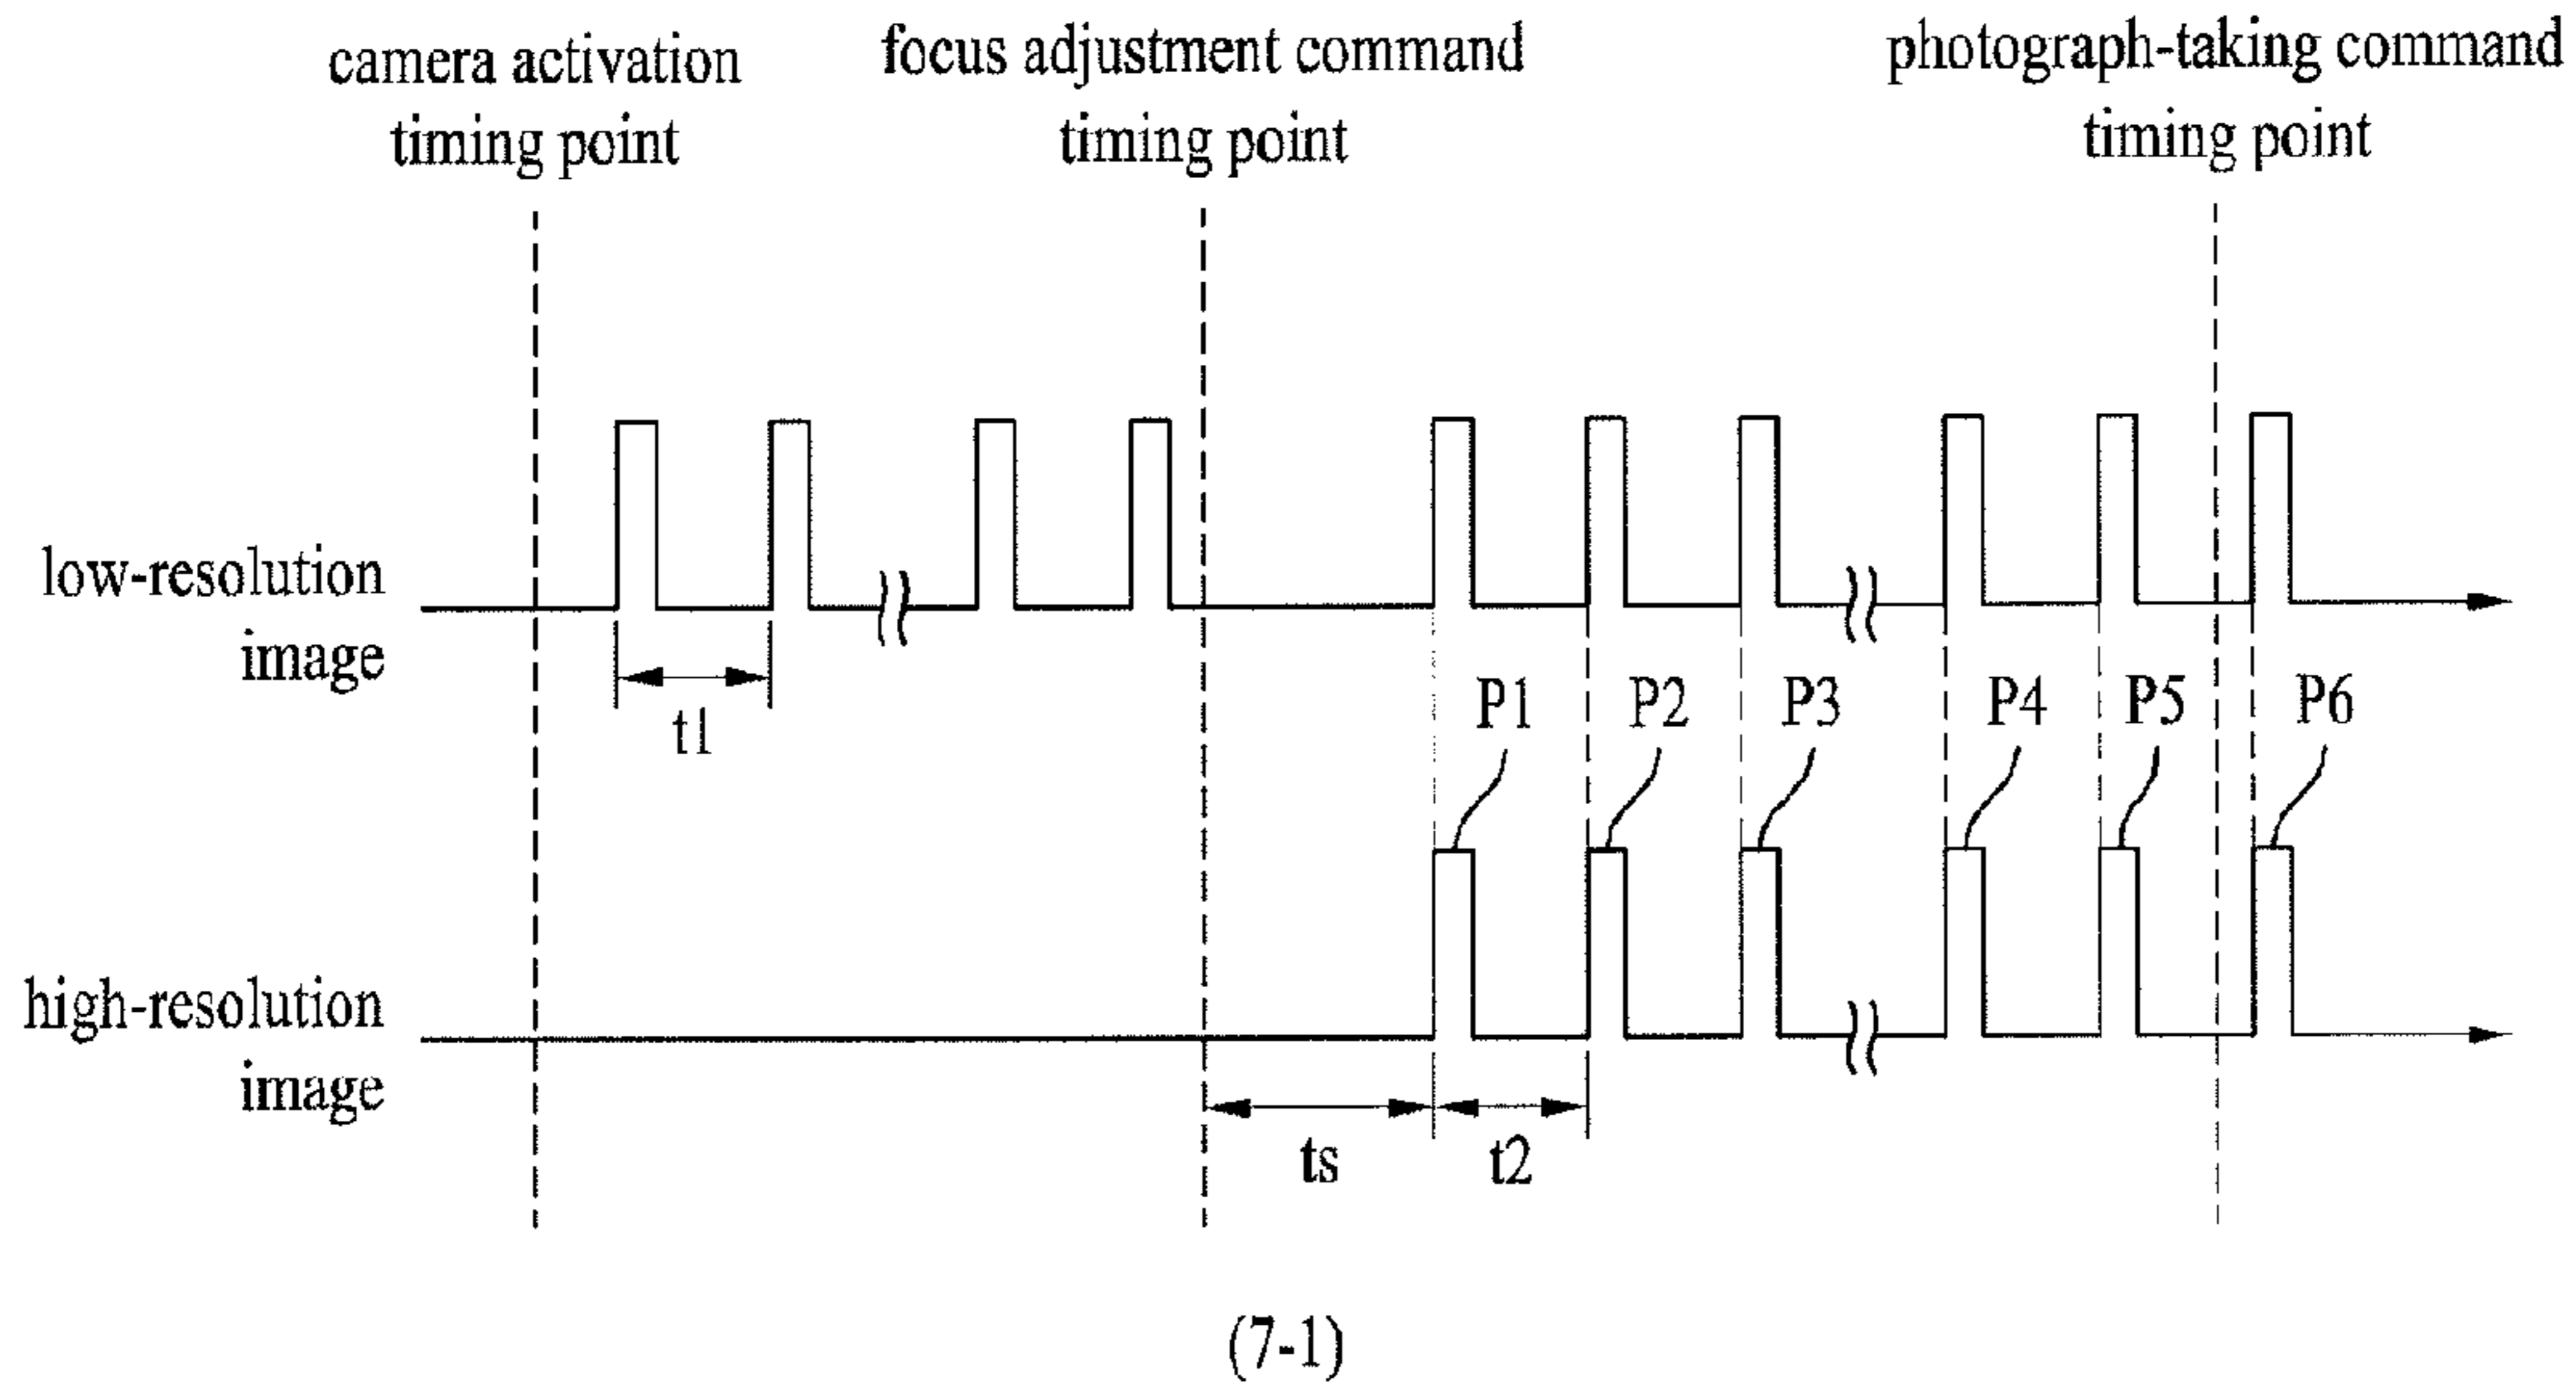 camera activation
timing point
focus adjustment command
timing point
photograph-taking command
timing point
low-resolution
image
t1
P1
P2
P3
P4
P5
P6
high-resolution
image
ts
t2
(7-1)